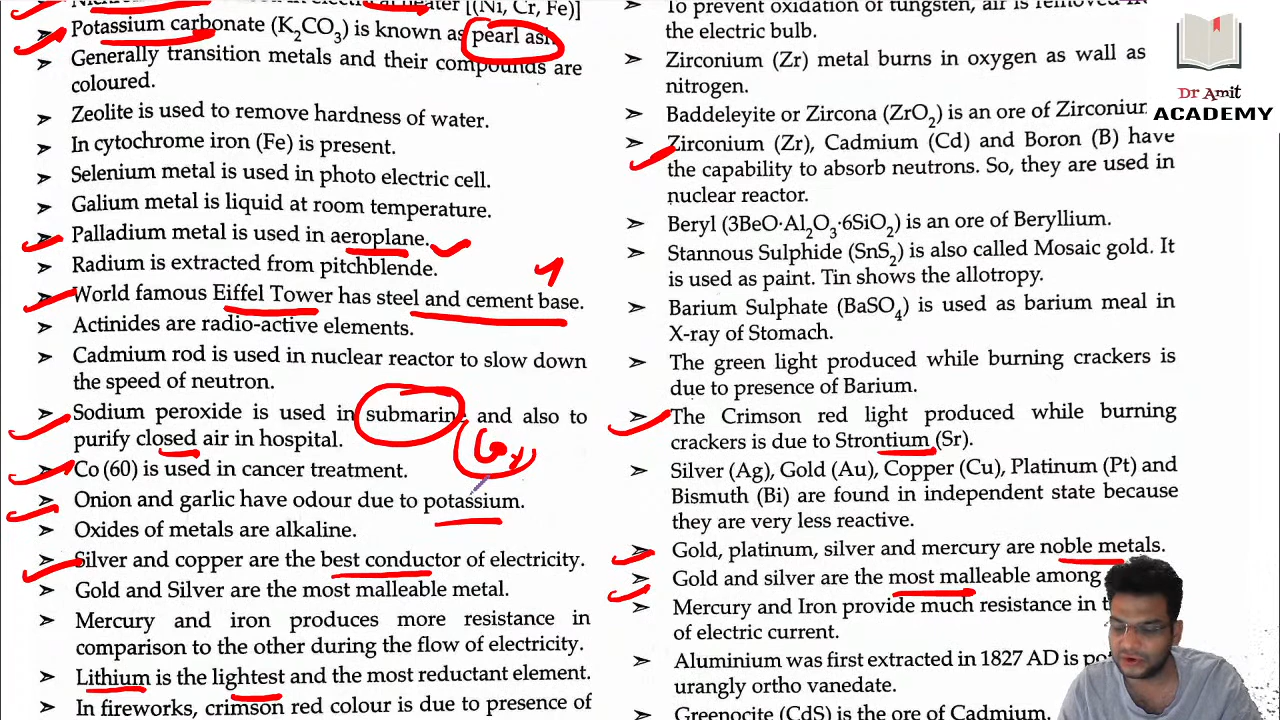 [(Ni, Cr, Fe)]
Potassium carbonate (K₂CO₃) is known as pearl ash
Generally transition metals and their compounds are
coloured.
Zeolite is used to remove hardness of water.
In cytochrome iron (Fe) is present.
Selenium metal is used in photo electric cell.
Galium metal is liquid at room temperature.
Palladium metal is used in aeroplane.
Radium is extracted from pitchblende.
World famous Eiffel Tower has steel and cement base.
Actinides are radio-active elements.
Cadmium rod is used in nuclear reactor to slow down
the speed of neutron.
Sodium peroxide is used in submarin and also to
purify closed air in hospital.
Co (60) is used in cancer treatment.
Onion and garlic have odour due to potassium.
Oxides of metals are alkaline.
Silver and copper are the best conductor of electricity.
Gold and Silver are the most malleable metal.
Mercury and iron produces more resistance in
comparison to the other during the flow of electricity.
Lithium is the lightest and the most reductant element.
In fireworks, crimson red colour is due to presence of
To prevent oxidation of tungsten, air is removed
the electric bulb.
Zirconium (Zr) metal burns in oxygen as wall as
nitrogen.
Baddeleyite or Zircona (ZrO₂) is an ore of Zirconium
Zirconium (Zr), Cadmium (Cd) and Boron (B) have
the capability to absorb neutrons. So, they are used in
nuclear reactor.
Beryl (3BeO·Al₂O₃·6SiO₂) is an ore of Beryllium.
Stannous Sulphide (SnS₂) is also called Mosaic gold. It
is used as paint. Tin shows the allotropy.
Barium Sulphate (BaSO₄) is used as barium meal in
X-ray of Stomach.
The green light produced while burning crackers is
due to presence of Barium.
The Crimson red light produced while burning
crackers is due to Strontium (Sr).
Silver (Ag), Gold (Au), Copper (Cu), Platinum (Pt) and
Bismuth (Bi) are found in independent state because
they are very less reactive.
Gold, platinum, silver and mercury are noble metals.
Gold and silver are the most malleable among
Mercury and Iron provide much resistance in
of electric current.
Aluminium was first extracted in 1827 AD is
urangly ortho vanedate.
Greenocite (CdS) is the ore of Cadmium.
Dr Amit
ACADEMY